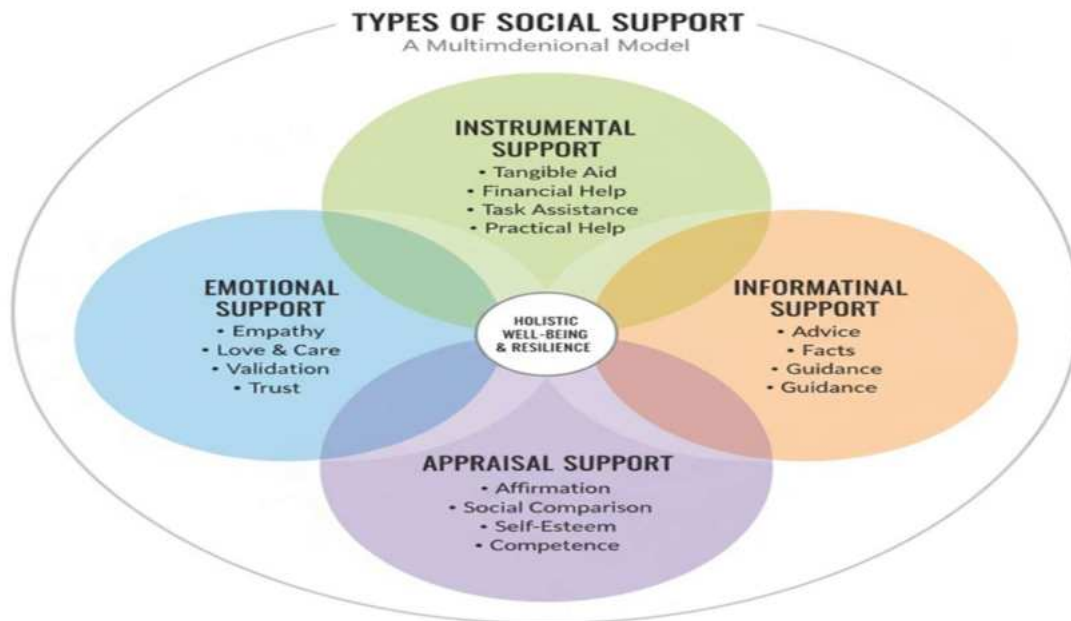 TYPES OF SOCIAL SUPPORT
A Multimdenional Model
INSTRUMENTAL
SUPPORT
• Tangible Aid
• Financial Help
• Task Assistance
• Practical Help
EMOTIONAL
SUPPORT
• Empathy
• Love & Care
• Validation
• Trust
HOLISTIC
WELL-BEING
& RESILIENCE
INFORMATINAL
SUPPORT
• Advice
• Facts
• Guidance
• Guidance
APPRAISAL SUPPORT
• Affirmation
• Social Comparison
• Self-Esteem
• Competence